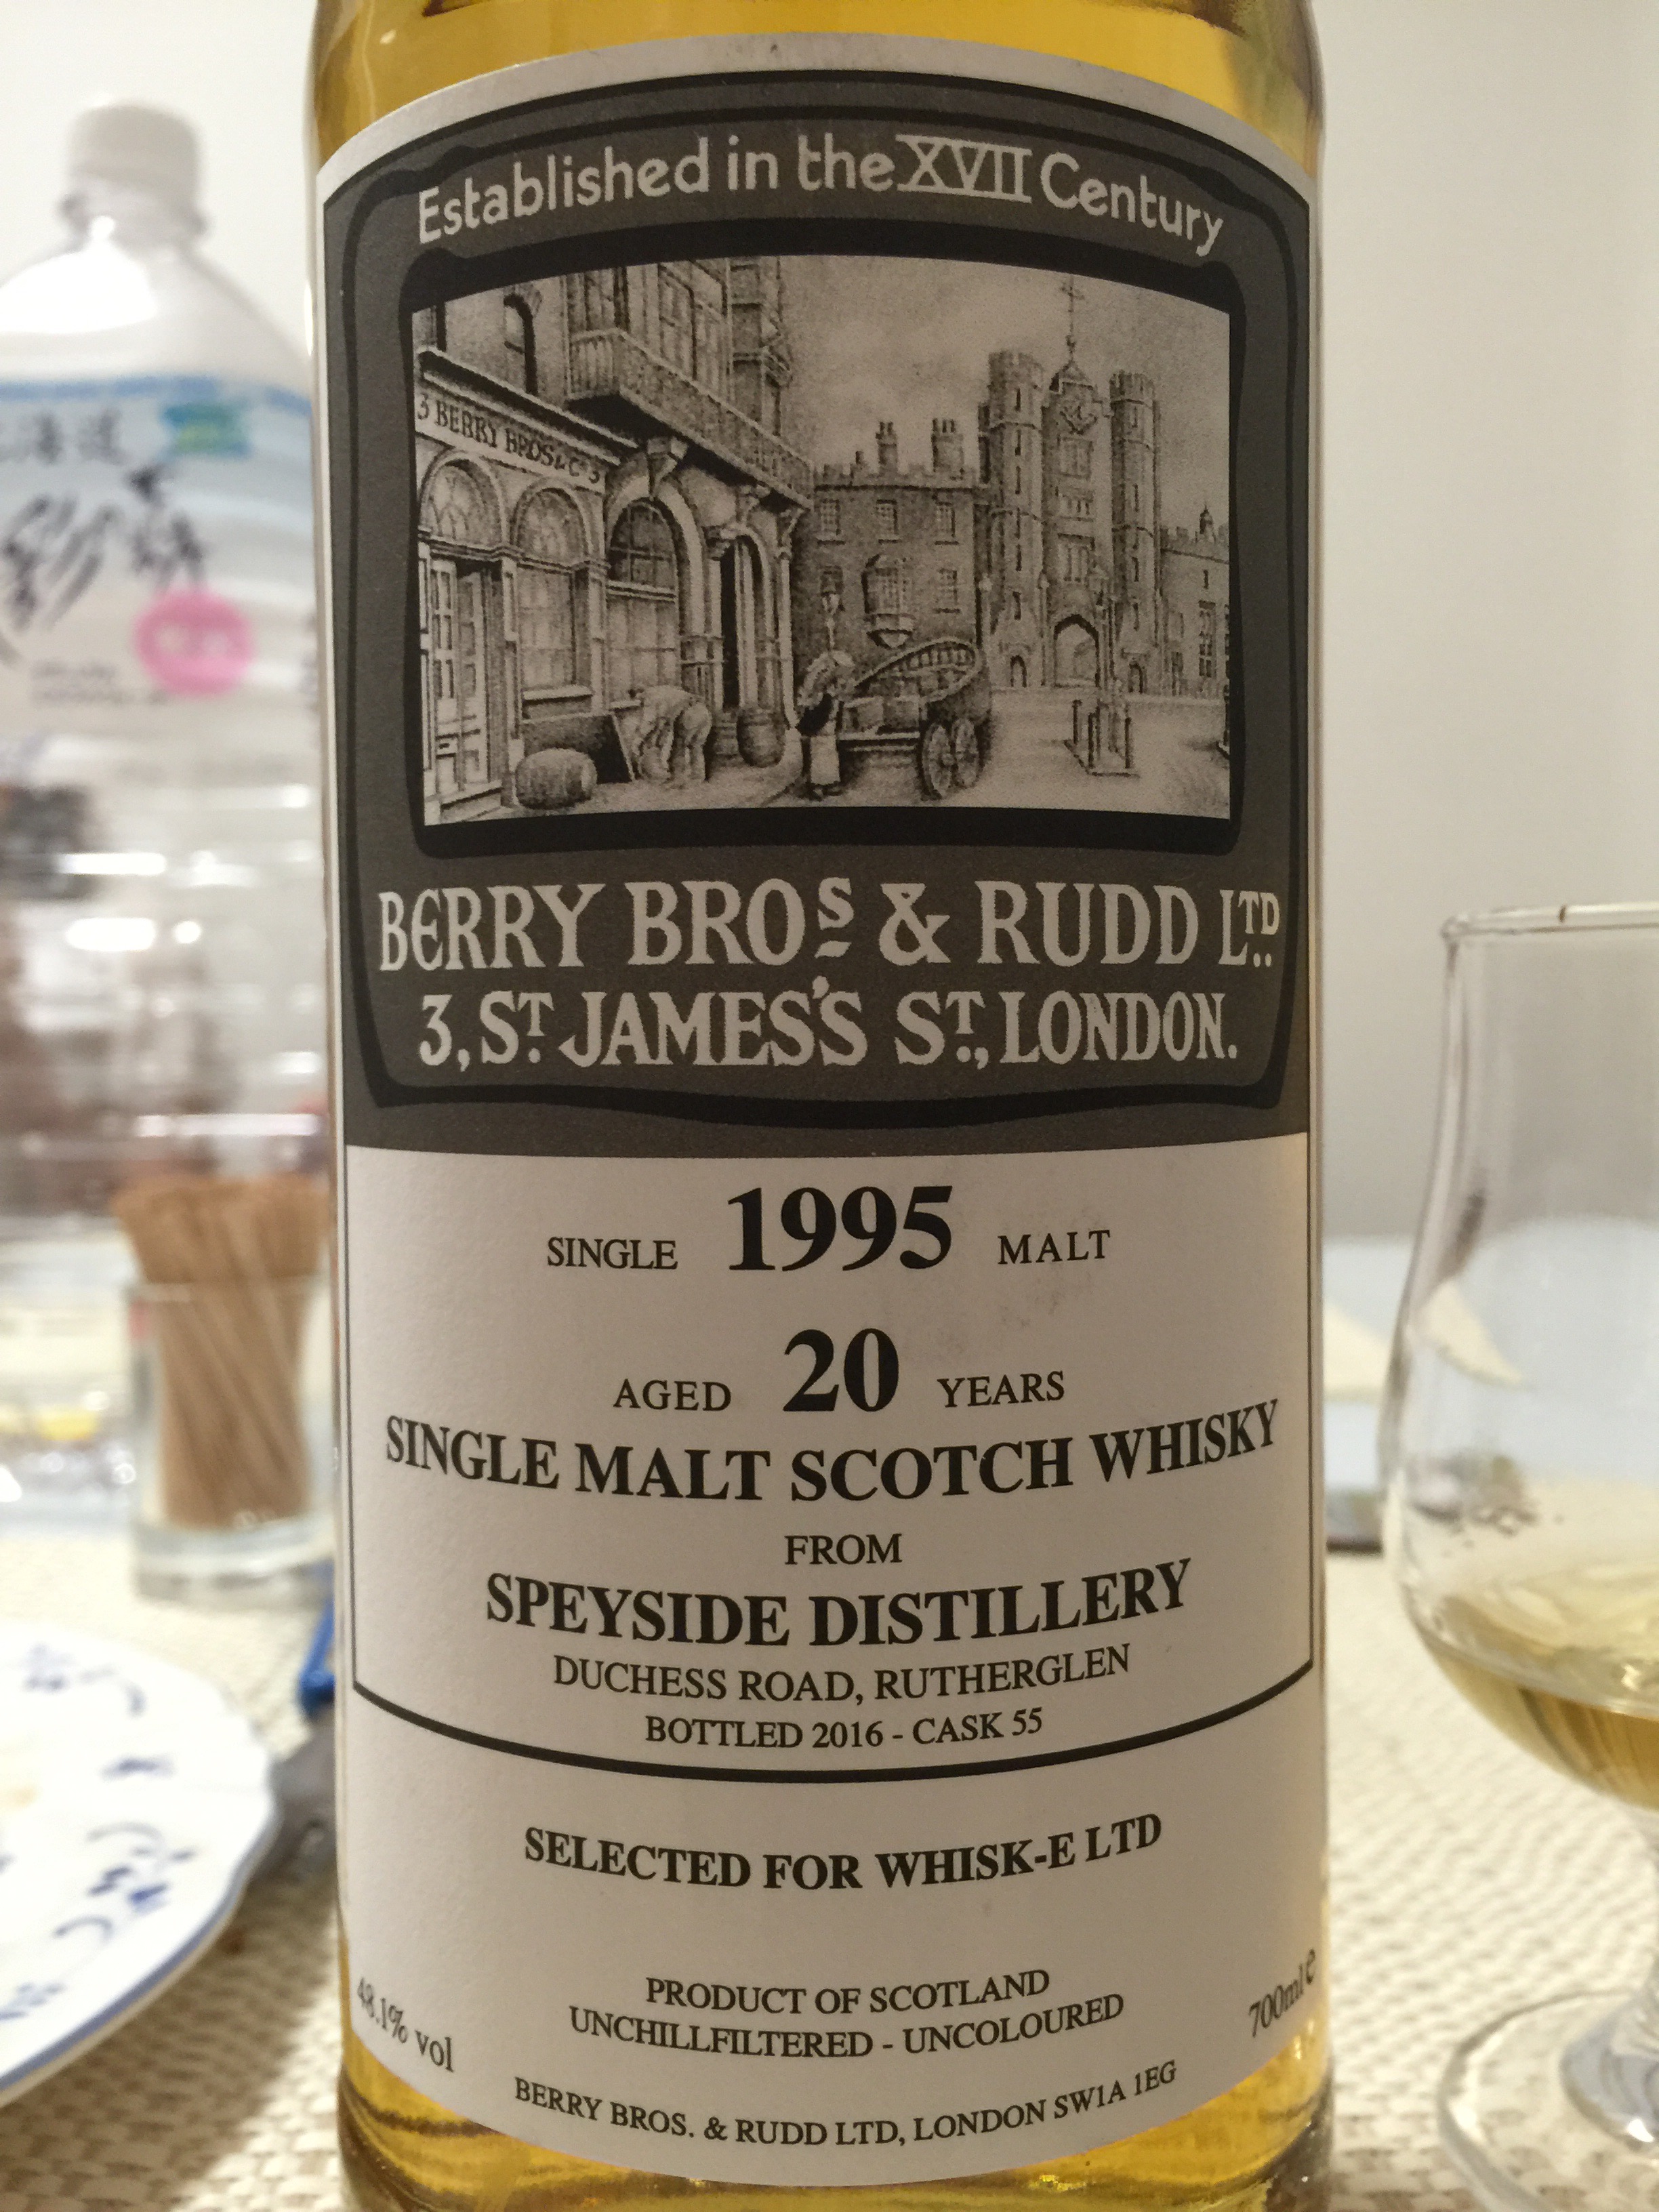 Established in the XVII Century
3 BERRY BROS & Co 3
BERRY BROS & RUDD LTD.
3, ST. JAMES'S ST., LONDON.
SINGLE 1995 MALT
AGED 20 YEARS
SINGLE MALT SCOTCH WHISKY
FROM
SPEYSIDE DISTILLERY
DUCHESS ROAD, RUTHERGLEN
BOTTLED 2016 - CASK 55
SELECTED FOR WHISK-E LTD
48.1% vol
PRODUCT OF SCOTLAND
700ml e
UNCHILLFILTERED - UNCOLOURED
BERRY BROS. & RUDD LTD, LONDON SW1A 1EG